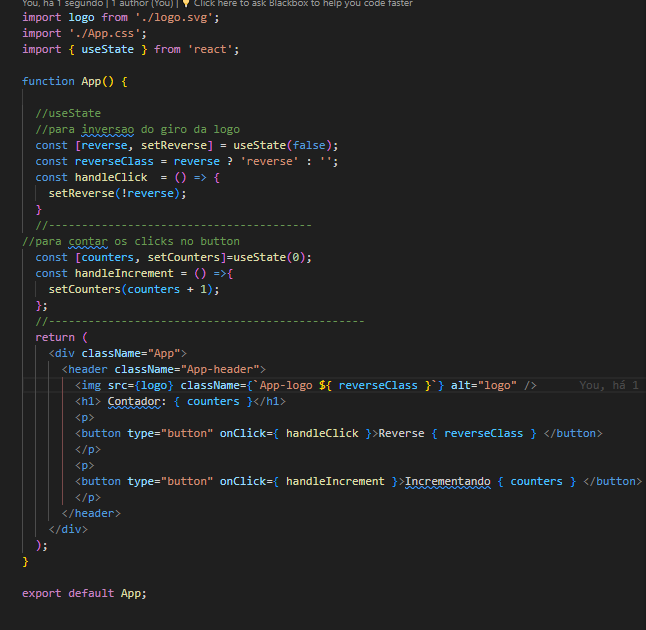 You, há 1 segundo | 1 author (You) | Click here to ask Blackbox to help you code faster
import logo from './logo.svg';
import './App.css';
import { useState } from 'react';
function App() {
//useState
//para inversao do giro da logo
const [reverse, setReverse] = useState(false);
const reverseClass = reverse ? 'reverse' : '';
const handleClick  = () => {
setReverse(!reverse);
}
//----------------------------------------
//para contar os clicks no button
const [counters, setCounters]=useState(0);
const handleIncrement = () =>{
setCounters(counters + 1);
};
//------------------------------------------------
return (
<div className="App">
<header className="App-header">
<img src={logo} className={`App-logo ${ reverseClass }`} alt="logo" /> You, há 1
<h1> Contador: { counters }</h1>
<p>
<button type="button" onClick={ handleClick }>Reverse { reverseClass } </button>
</p>
<p>
<button type="button" onClick={ handleIncrement }>Incrementando { counters } </button>
</p>
</header>
</div>
);
}
export default App;